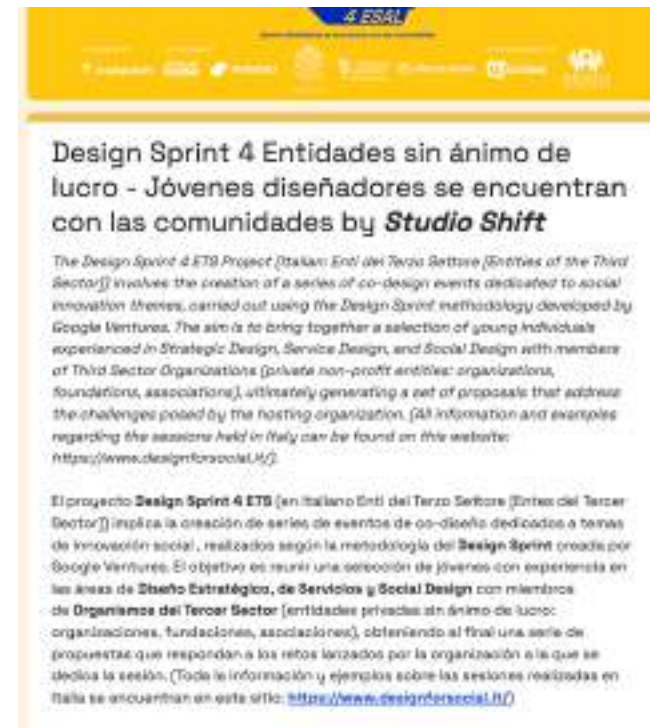 4 ESAL
Design Sprint 4 Entidades sin ánimo de
lucro - Jóvenes diseñadores se encuentran
con las comunidades by Studio Shift
The Design Sprint 4 ETS Project [Italian: Enti del Terzo Settore [Entities of the Third
Sector]] involves the creation of a series of co-design events dedicated to social
innovation themes, carried out using the Design Sprint methodology developed by
Google Ventures. The aim is to bring together a selection of young individuals
experienced in Strategic Design, Service Design, and Social Design with members
of Third Sector Organizations (private non-profit entities: organizations,
foundations, associations), ultimately generating a set of proposals that address
the challenges posed by the hosting organization. (All information and examples
regarding the sessions held in Italy can be found on this website:
https://www.designforsocial.it/).
El proyecto Design Sprint 4 ETS (en italiano Enti del Terzo Settore [Entes del Tercer
Sector]) implica la creación de series de eventos de co-diseño dedicados a temas
de innovación social, realizados según la metodología del Design Sprint creada por
Google Ventures. El objetivo es reunir una selección de jóvenes con experiencia en
las áreas de Diseño Estratégico, de Servicios y Social Design con miembros
de Organismos del Tercer Sector (entidades privadas sin ánimo de lucro:
organizaciones, fundaciones, asociaciones), obteniendo al final una serie de
propuestas que respondan a los retos lanzados por la organización a la que se
dedica la sesión. (Toda la información y ejemplos sobre las sesiones realizadas en
Italia se encuentran en este sitio: https://www.designforsocial.it/)